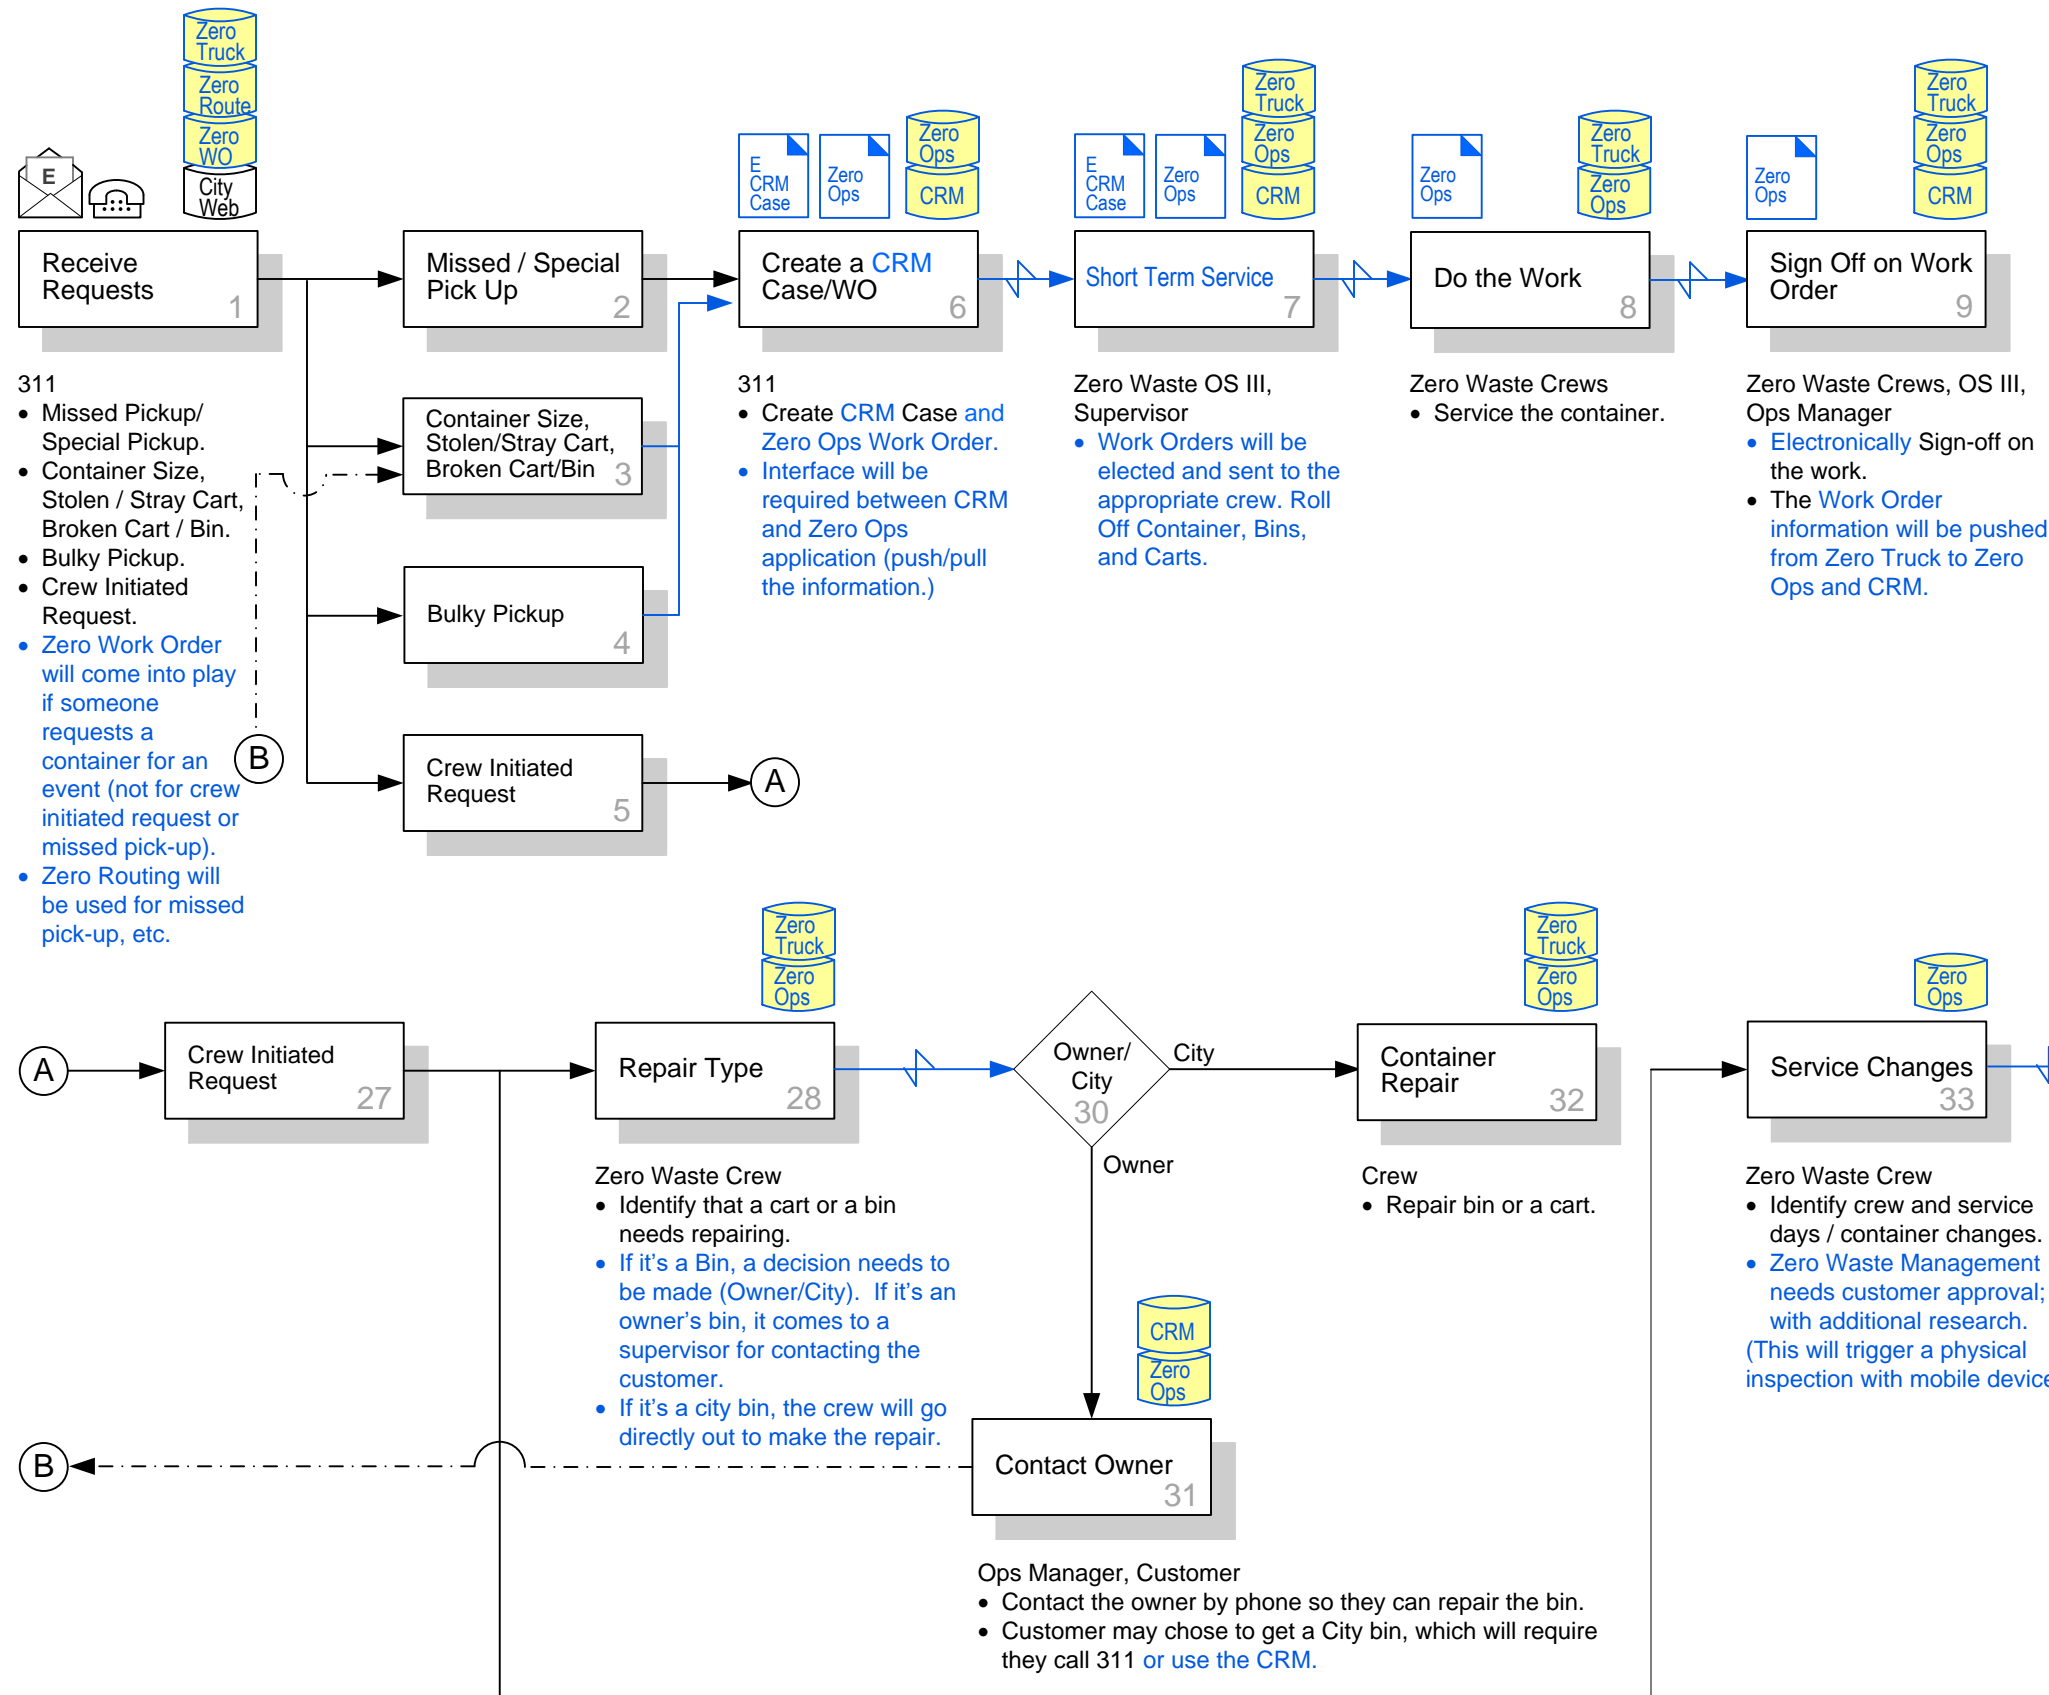 Zero
Truck
Zero
Route
Zero
WO
City
Web
E
Receive
Requests
1
311
• Missed Pickup/
Special Pickup.
• Container Size,
Stolen / Stray Cart,
Broken Cart / Bin.
• Bulky Pickup.
• Crew Initiated
Request.
• Zero Work Order
will come into play
if someone
requests a
container for an
event (not for crew
initiated request or
missed pick-up).
• Zero Routing will
be used for missed
pick-up, etc.
B
Missed / Special
Pick Up
2
Container Size,
Stolen/Stray Cart,
Broken Cart/Bin
3
Bulky Pickup
4
Crew Initiated
Request
5
A
E
CRM
Case
Zero
Ops
Zero
Ops
CRM
Create a CRM
Case/WO
6
311
• Create CRM Case and
Zero Ops Work Order.
• Interface will be
required between CRM
and Zero Ops
application (push/pull
the information.)
E
CRM
Case
Zero
Ops
Zero
Truck
Zero
Ops
CRM
Short Term Service
7
Zero Waste OS III,
Supervisor
• Work Orders will be
elected and sent to the
appropriate crew. Roll
Off Container, Bins,
and Carts.
Zero
Ops
Zero
Truck
Zero
Ops
Do the Work
8
Zero Waste Crews
• Service the container.
Zero
Ops
Zero
Truck
Zero
Ops
CRM
Sign Off on Work
Order
9
Zero Waste Crews, OS III,
Ops Manager
• Electronically Sign-off on
the work.
• The Work Order
information will be pushed
from Zero Truck to Zero
Ops and CRM.
A
Crew Initiated
Request
27
Zero
Truck
Zero
Ops
Repair Type
28
Zero Waste Crew
• Identify that a cart or a bin
needs repairing.
• If it’s a Bin, a decision needs to
be made (Owner/City).  If it’s an
owner’s bin, it comes to a
supervisor for contacting the
customer.
• If it’s a city bin, the crew will go
directly out to make the repair.
Owner/
City
30
City
Owner
Zero
Truck
Zero
Ops
Container
Repair
32
Crew
• Repair bin or a cart.
Zero
Ops
Service Changes
33
Zero Waste Crew
• Identify crew and service
days / container changes.
• Zero Waste Management
needs customer approval;
with additional research.
(This will trigger a physical
inspection with mobile device
B
CRM
Zero
Ops
Contact Owner
31
Ops Manager, Customer
• Contact the owner by phone so they can repair the bin.
• Customer may chose to get a City bin, which will require
they call 311 or use the CRM.